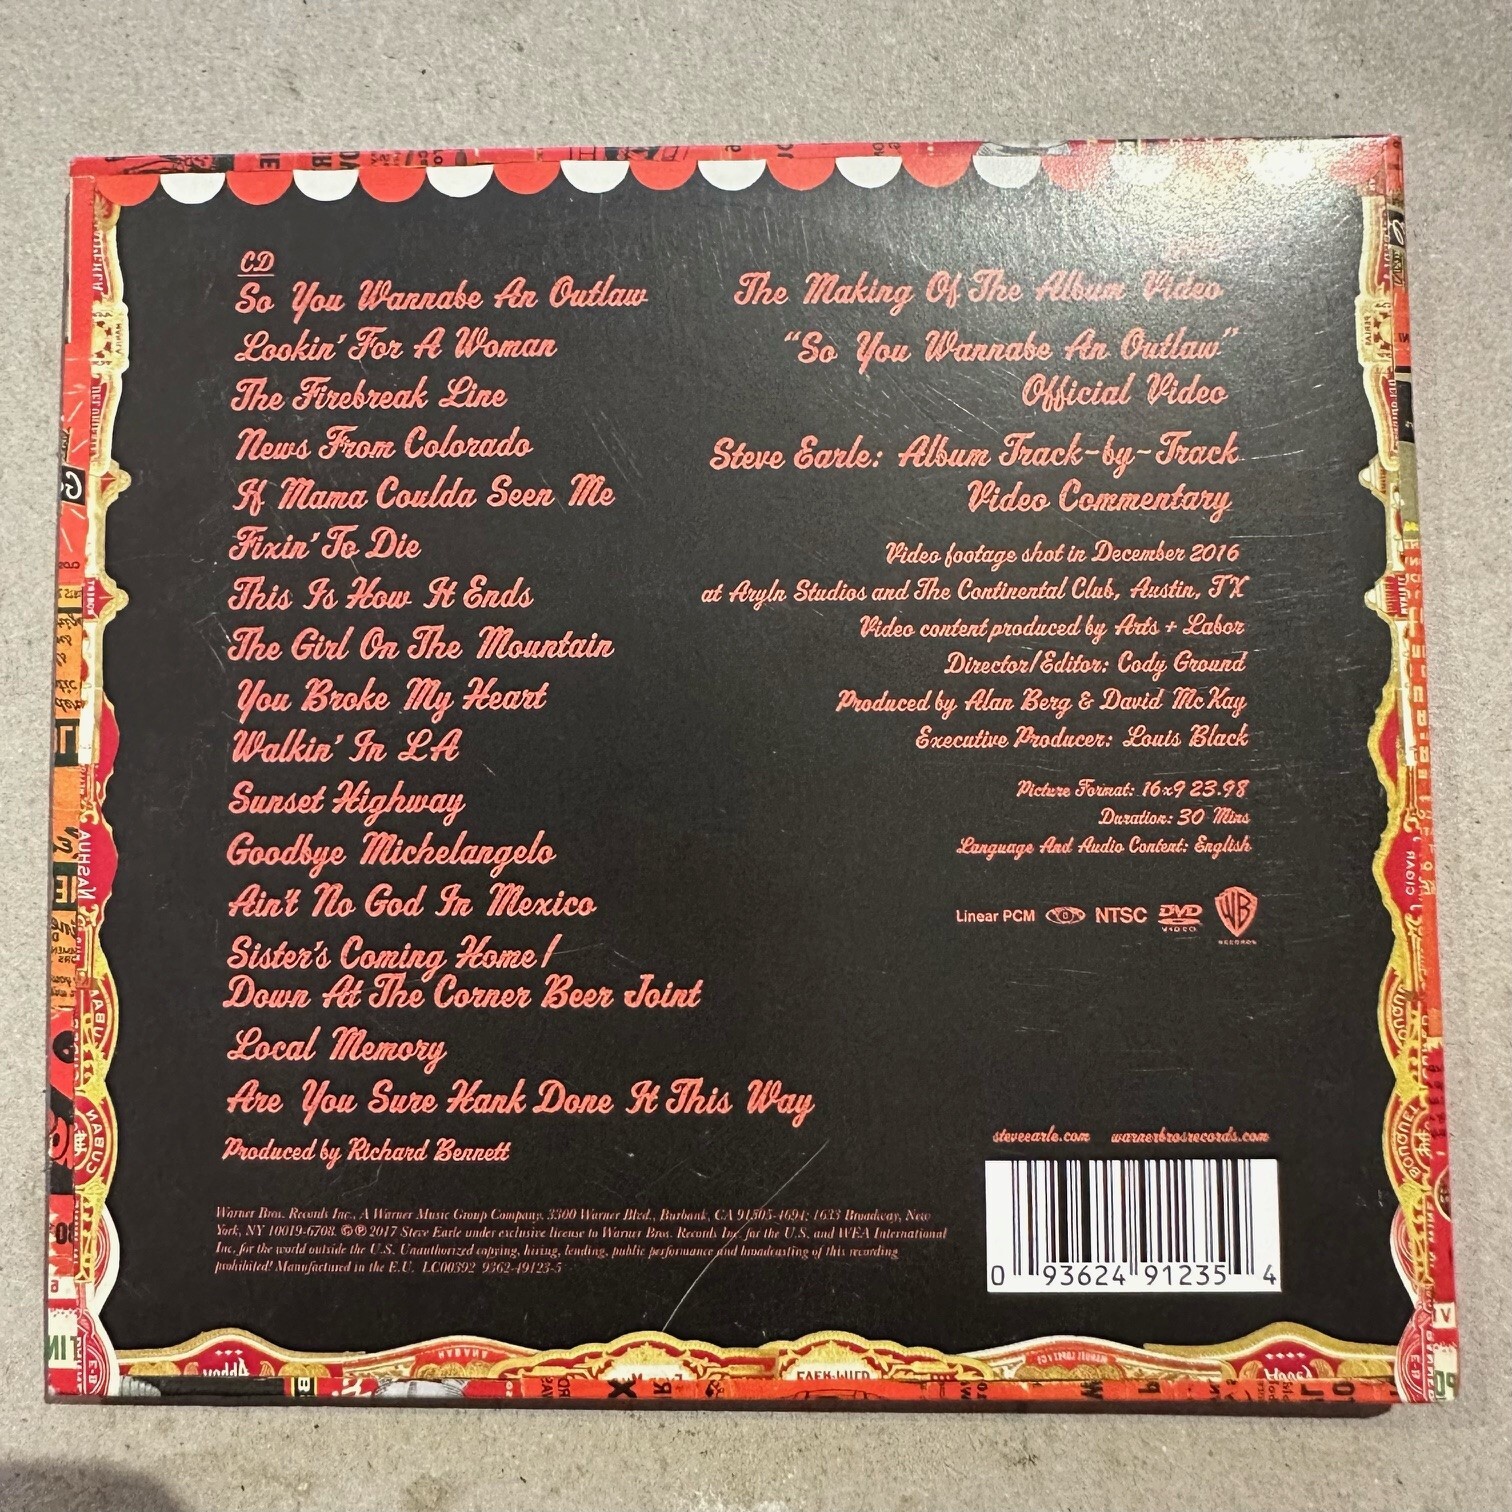 CD
So You Wannabe An Outlaw
Lookin' For A Woman
The Firebreak Line
News From Colorado
If Mama Coulda Seen Me
Fixin' To Die
This Is How It Ends
The Girl On The Mountain
You Broke My Heart
Walkin' In LA
Sunset Highway
Goodbye Michelangelo
Ain't No God In Mexico
Sister's Coming Home /
Down At The Corner Beer Joint
Local Memory
Are You Sure Hank Done It This Way
Produced by Richard Bennett
The Making Of The Album Video
"So You Wannabe An Outlaw"
Official Video
Steve Earle: Album Track-by-Track
Video Commentary
Video footage shot in December 2016
at Aryln Studios and The Continental Club, Austin, TX
Video content produced by Arts + Labor
Director/Editor: Cody Ground
Produced by Alan Berg & David McKay
Executive Producer: Louis Black
Picture Format: 16x9 23.98
Duration: 30 Mins
Language And Audio Content: English
Linear PCM NTSC DVD VIDEO WB RECORDS
steveearle.com warnerbrosrecords.com
Warner Bros. Records Inc., A Warner Music Group Company. 3300 Warner Blvd., Burbank, CA 91505-4694; 1633 Broadway, New
York, NY 10019-6708. ©℗ 2017 Steve Earle under exclusive license to Warner Bros. Records Inc. for the U.S. and WEA International
Inc. for the world outside the U.S. Unauthorized copying, hiring, lending, public performance and broadcasting of this recording
prohibited! Manufactured in the E.U. LC00392 9362-49123-5
0 93624 91235 4